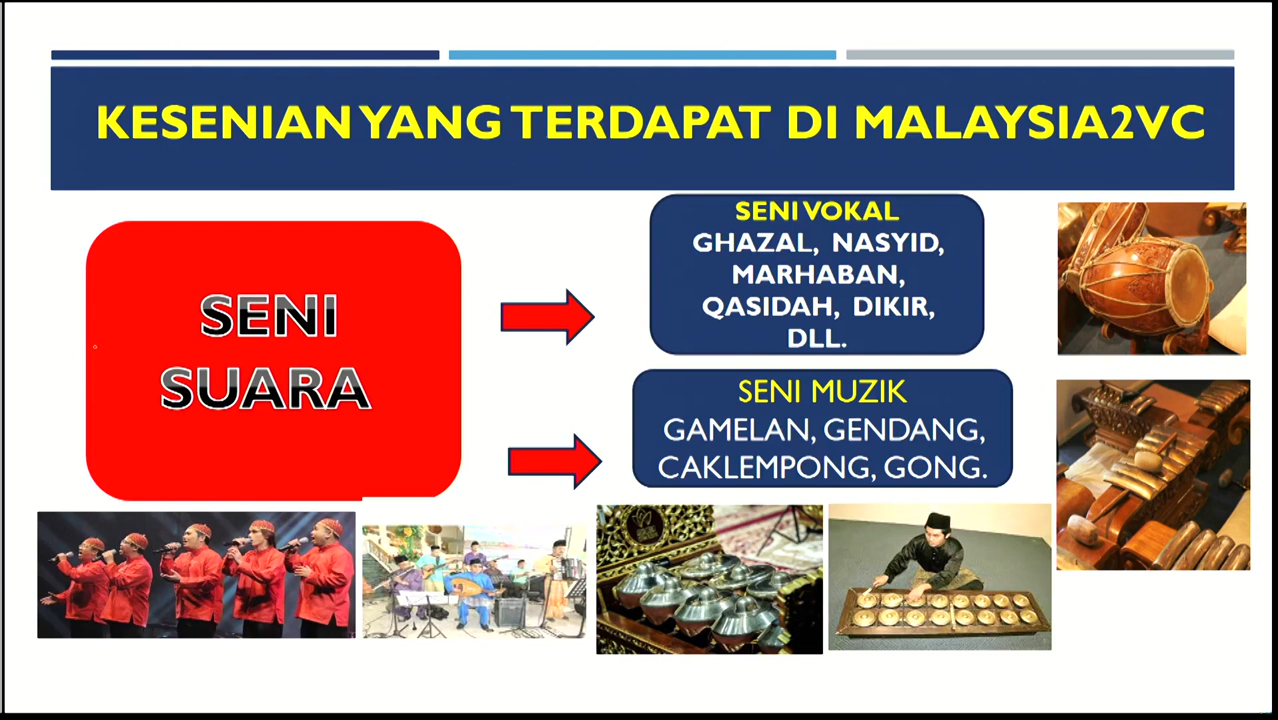 KESENIAN YANG TERDAPAT DI MALAYSIA2VC
SENI
SUARA
SENI VOKAL
GHAZAL, NASYID,
MARHABAN,
QASIDAH, DIKIR,
DLL.
SENI MUZIK
GAMELAN, GENDANG,
CAKLEMPONG, GONG.